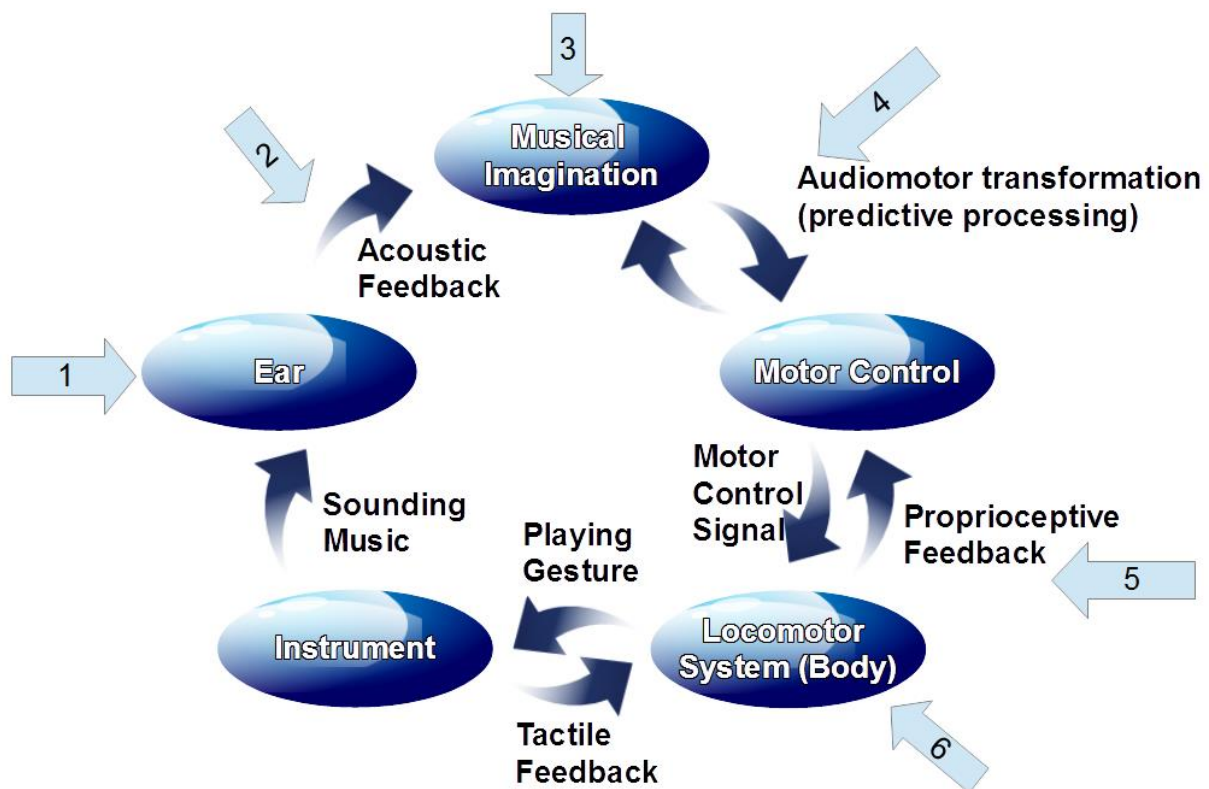 3
4
2
Musical
Imagination
Audiomotor transformation
(predictive processing)
Acoustic
Feedback
1
Ear
Motor Control
Motor
Control
Signal
Sounding
Music
Playing
Gesture
Proprioceptive
Feedback
5
Instrument
Locomotor
System (Body)
Tactile
Feedback
6